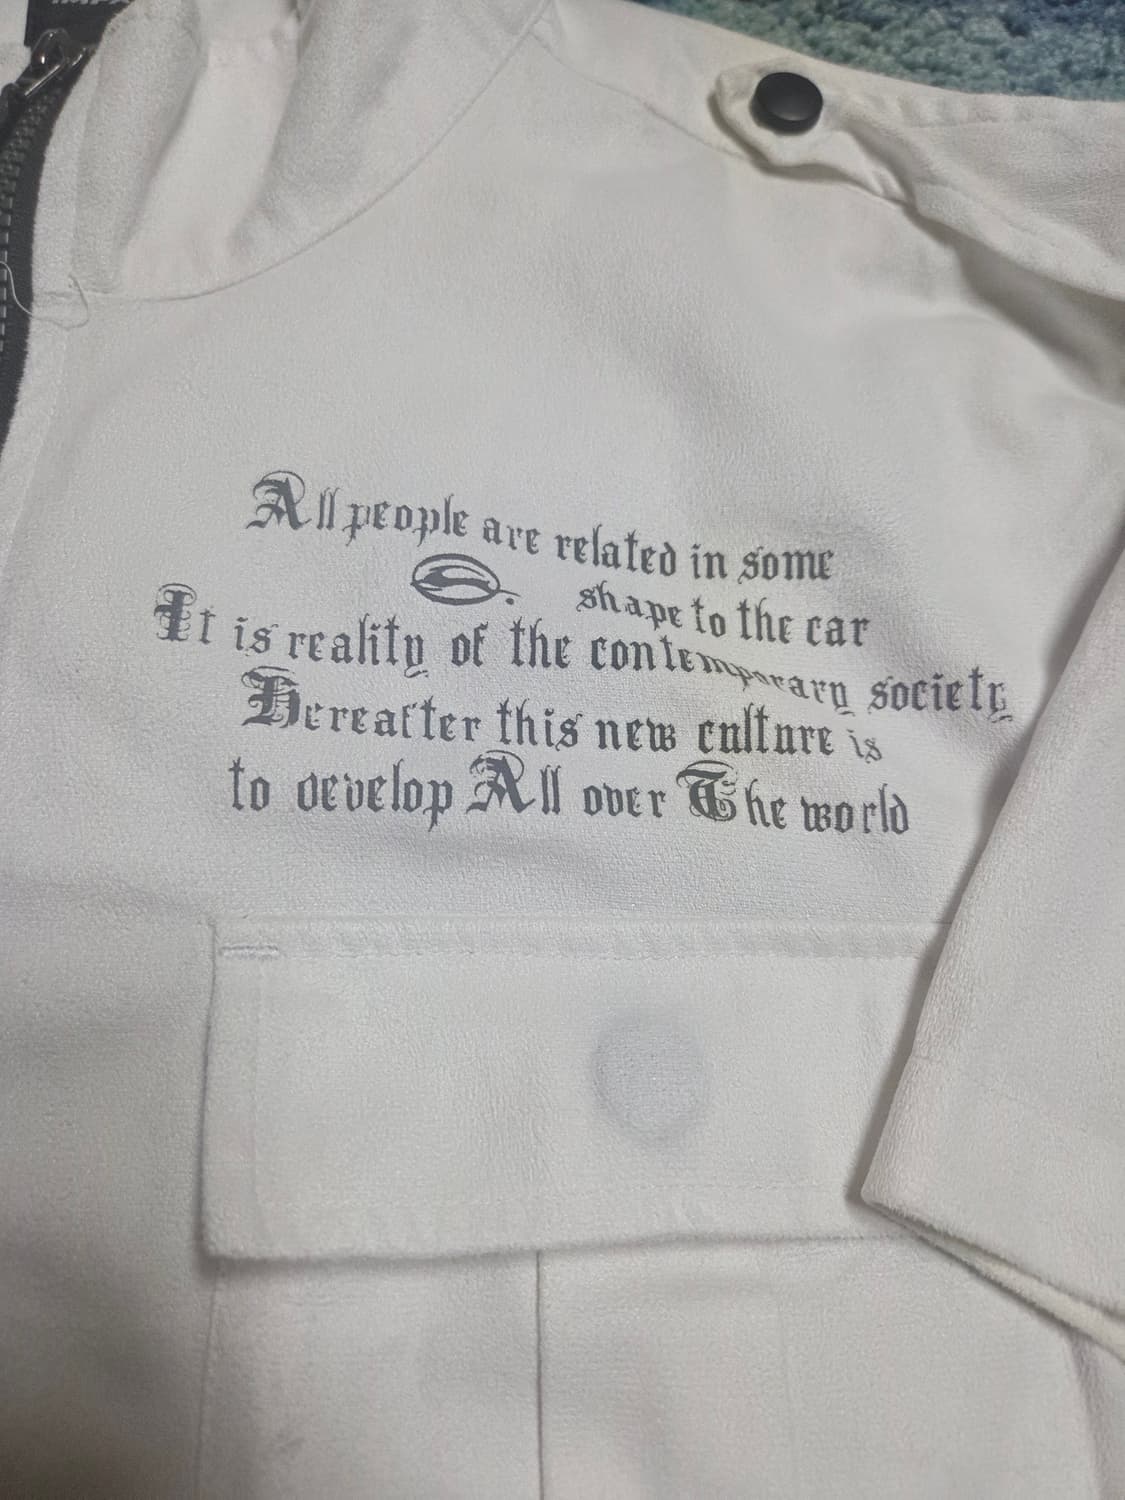 All people are related in some
shape to the car
It is reality of the contemporary society
Hereafter this new culture is
to develop All over The world